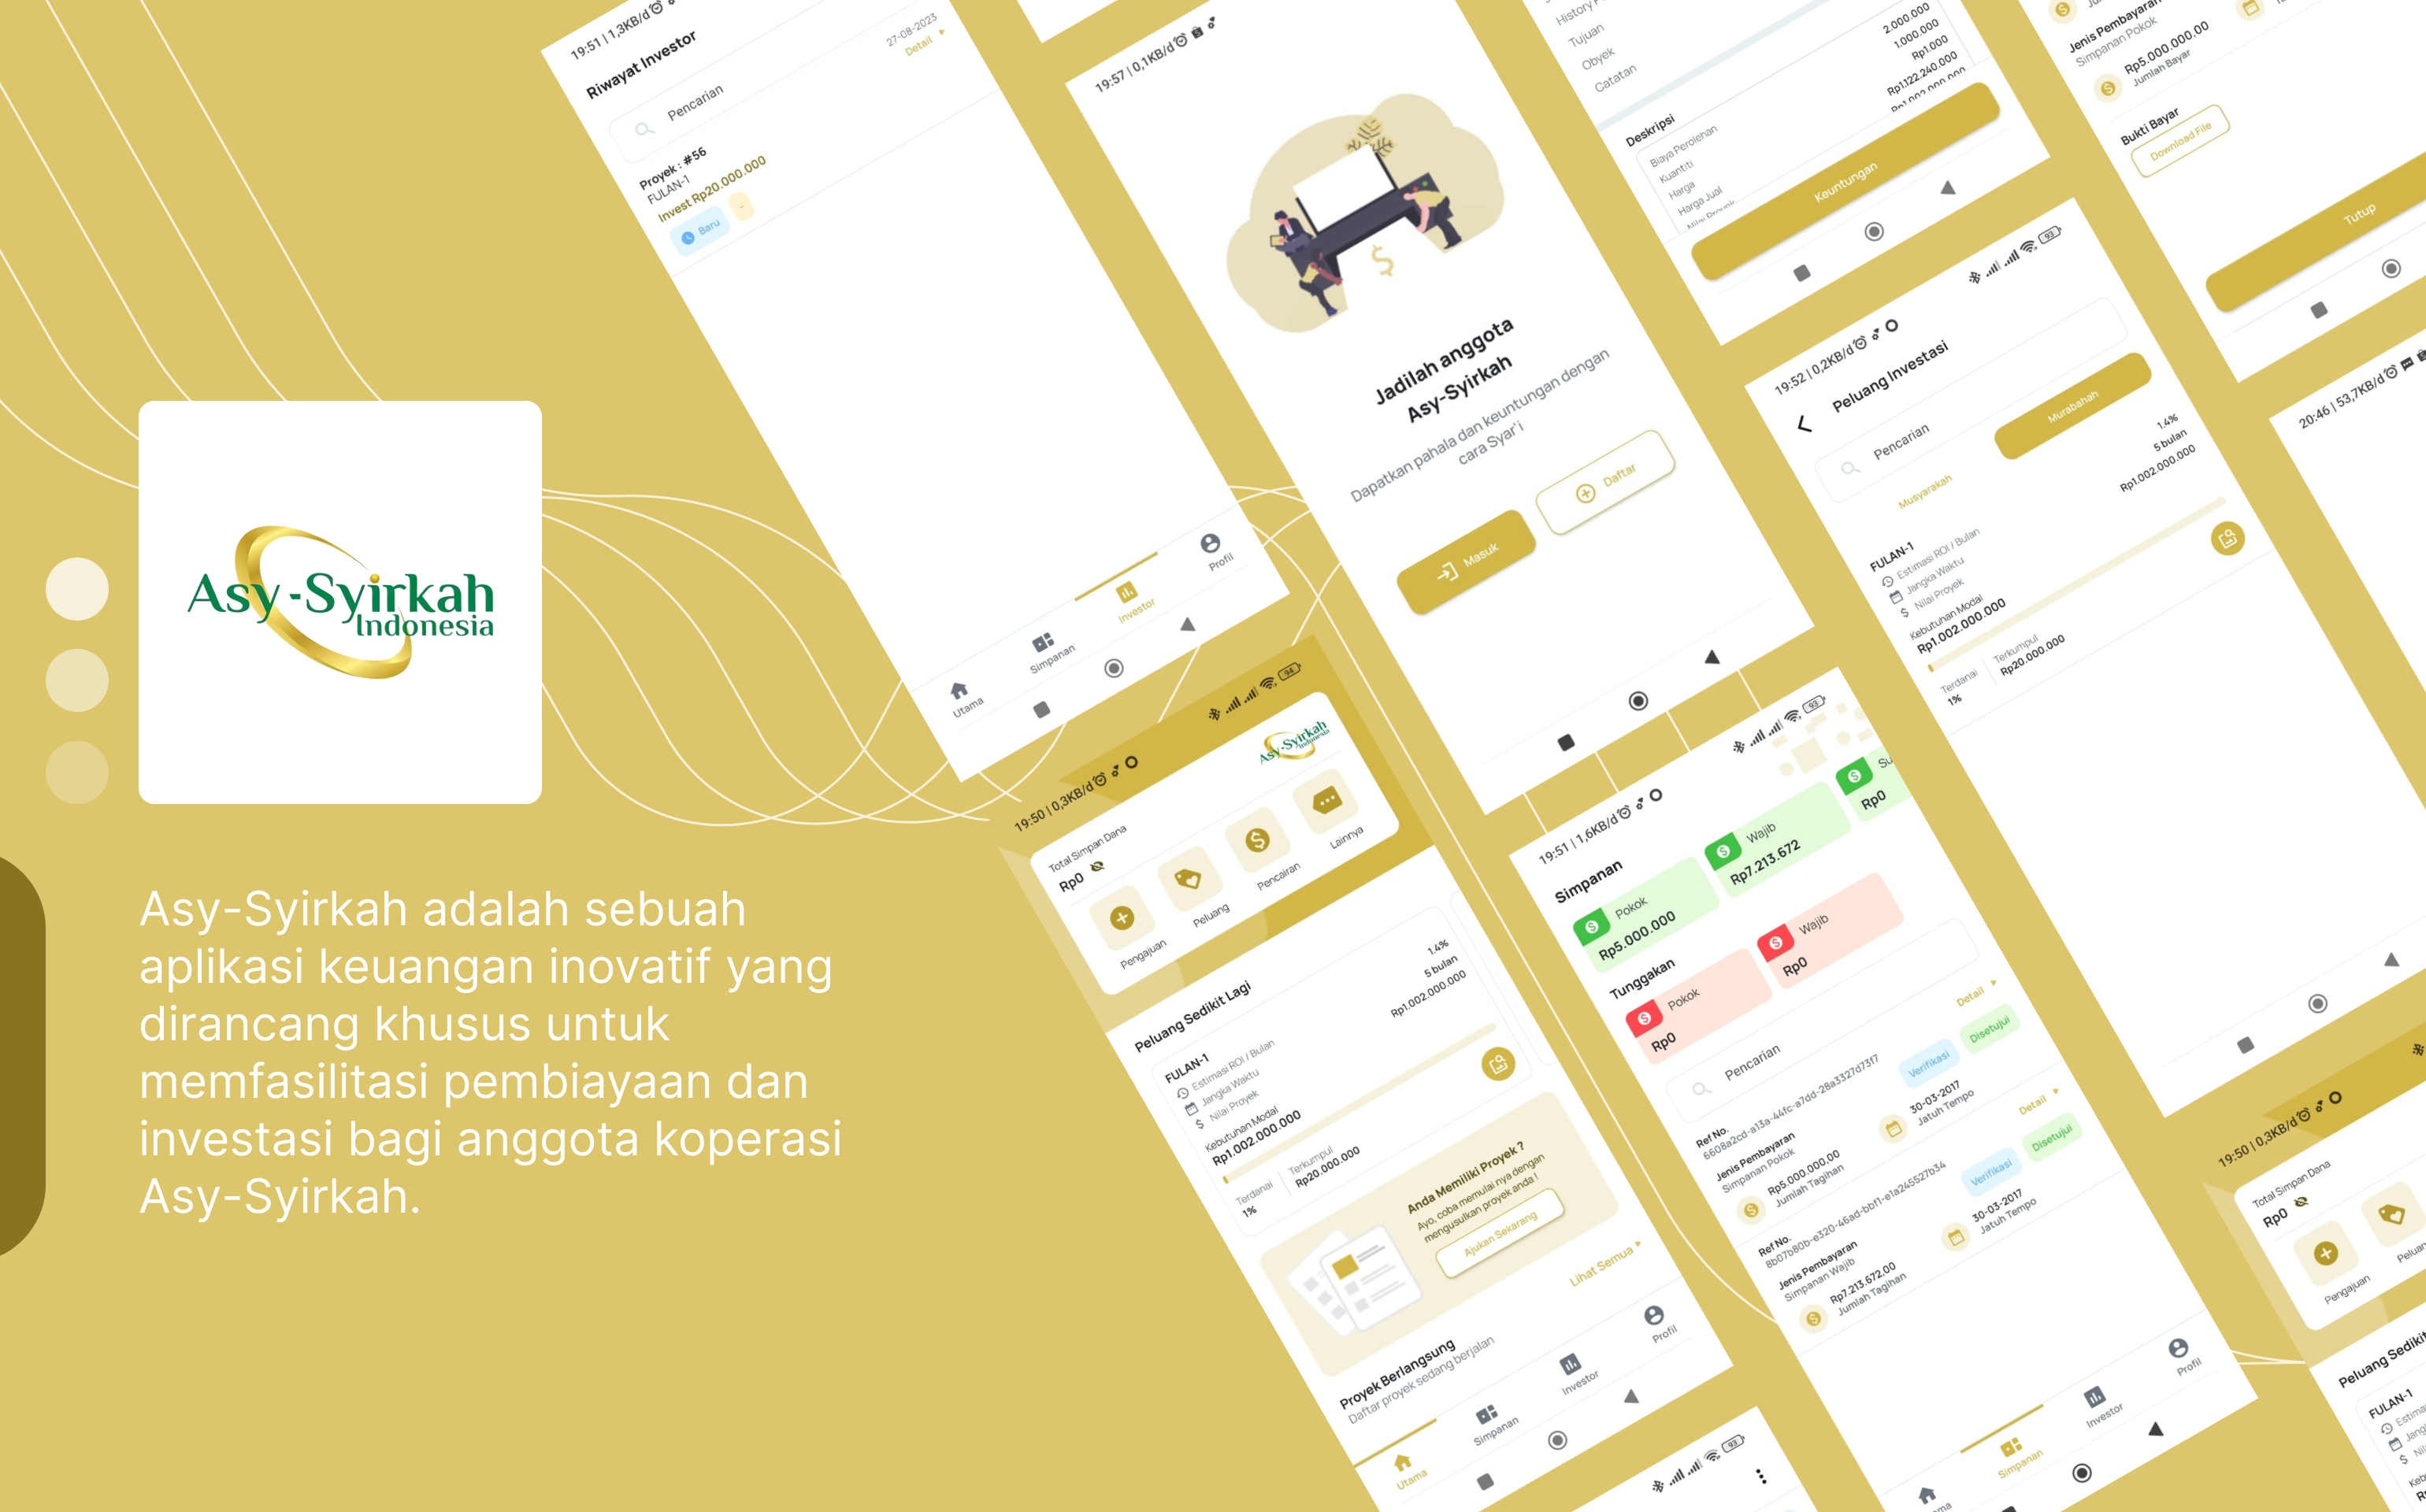 Asy-Syirkah
Indonesia
Asy-Syirkah adalah sebuah
aplikasi keuangan inovatif yang
dirancang khusus untuk
memfasilitasi pembiayaan dan
investasi bagi anggota koperasi
Asy-Syirkah.
19:51 | 1,3KB/d
Riwayat Investor
Pencarian
27-08-2023
Detail
Proyek : #56
FULAN-1
Invest Rp20.000.000
Baru
-
Utama
Simpanan
Investor
Profil
19:57 | 0,1KB/d
Jadilah anggota
Asy-Syirkah
Dapatkan pahala dan keuntungan dengan
cara Syar'i
Masuk
Daftar
Tujuan
Obyek
Catatan
Deskripsi
Biaya Perolehan
2.000.000
Kuantiti
1.000.000
Harga
Rp1.000
Harga Jual
Rp1.122.240.000
Nilai Proyek
Rp1.002.000.000
Keuntungan
Jenis Pembayaran
Simpanan Pokok
Rp5.000.000,00
Jumlah Bayar
Bukti Bayar
Download File
Tutup
19:52 | 0,2KB/d
93
Peluang Investasi
Pencarian
Musyarakah
Murabahah
FULAN-1
Estimasi ROI / Bulan
1.4%
Jangka Waktu
5 bulan
Nilai Proyek
Rp1.002.000.000
Kebutuhan Modal
Rp1.002.000.000
Terdanai
1%
Terkumpul
Rp20.000.000
20:46 | 53,7KB/d
19:50 | 0,3KB/d
94
Asy-Syirkah
Indonesia
Total Simpan Dana
Rp0
Pengajuan
Peluang
Pencairan
Lainnya
Peluang Sedikit Lagi
FULAN-1
Estimasi ROI / Bulan
1.4%
Jangka Waktu
5 bulan
Nilai Proyek
Rp1.002.000.000
Kebutuhan Modal
Rp1.002.000.000
Terdanai
1%
Terkumpul
Rp20.000.000
Anda Memiliki Proyek ?
Ayo, coba memulai nya dengan
mengusulkan proyek anda !
Ajukan Sekarang
Lihat Semua
Proyek Berlangsung
Daftar proyek sedang berjalan
Utama
Simpanan
Investor
Profil
93
19:51 | 1,6KB/d
93
Simpanan
Pokok
Rp5.000.000
Wajib
Rp7.213.672
Su
Rp0
Tunggakan
Pokok
Rp0
Wajib
Rp0
Pencarian
Detail
Ref No.
6608a2cd-a13a-44fc-a7dd-28a3327d73f7
Verifikasi
Disetujui
Jenis Pembayaran
Simpanan Pokok
Rp5.000.000,00
Jumlah Tagihan
30-03-2017
Jatuh Tempo
Detail
Ref No.
8b07b80b-e320-46ad-bbf1-e1a245527b34
Verifikasi
Disetujui
Jenis Pembayaran
Simpanan Wajib
Rp7.213.672,00
Jumlah Tagihan
30-03-2017
Jatuh Tempo
Simpanan
Investor
Profil
19:50 | 0,3KB/d
Total Simpan Dana
Rp0
Pengajuan
Peluan
Peluang Sedikit
FULAN-1